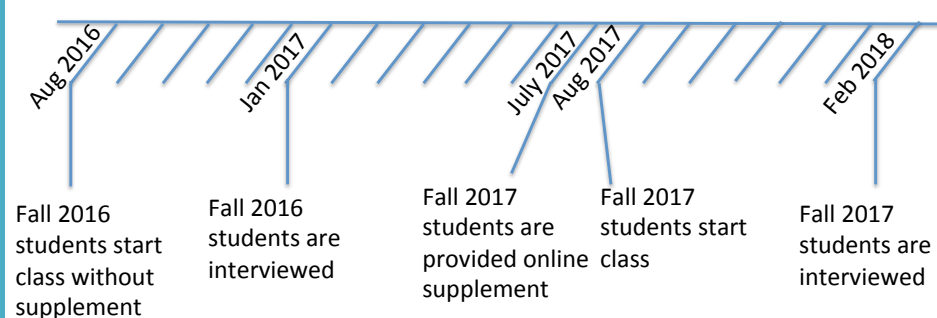 Aug 2016
Jan 2017
July 2017
Aug 2017
Feb 2018
Fall 2016
students start
class without
supplement
Fall 2016
students are
interviewed
Fall 2017
students are
provided online
supplement
Fall 2017
students start
class
Fall 2017
students are
interviewed